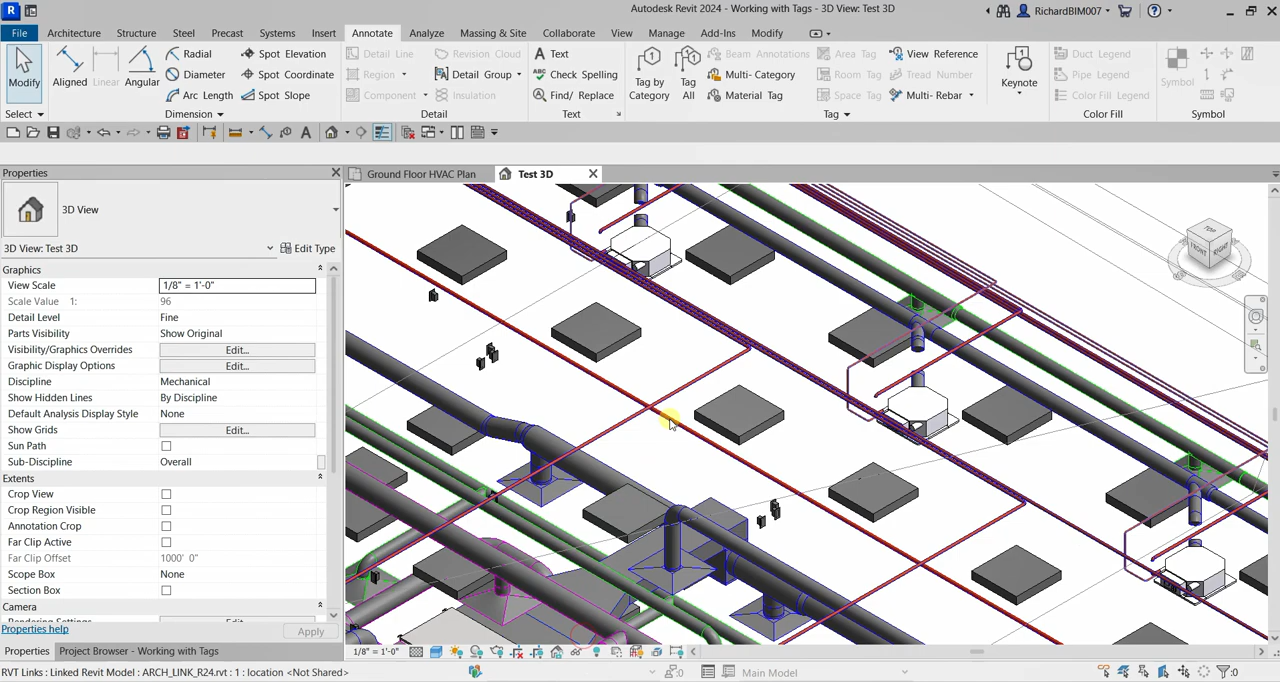 Autodesk Revit 2024 - Working with Tags - 3D View: Test 3D
RichardBIM007
File Architecture Structure Steel Precast Systems Insert Annotate Analyze Massing & Site Collaborate View Manage Add-Ins Modify
Modify
Select
Aligned
Linear
Angular
Radial
Diameter
Arc Length
Spot Elevation
Spot Coordinate
Spot Slope
Dimension
Detail Line
Region
Component
Revision Cloud
Detail Group
Insulation
Detail
Text
Check Spelling
Find/ Replace
Text
Tag by
Category
Tag
All
Beam Annotations
Multi- Category
Material Tag
Area Tag
Room Tag
Space Tag
View Reference
Tread Number
Multi- Rebar
Tag
Keynote
Duct Legend
Pipe Legend
Color Fill Legend
Color Fill
Symbol
Symbol
Properties
Ground Floor HVAC Plan
Test 3D
3D View
3D View: Test 3D
Edit Type
Graphics
View Scale 1/8" = 1'-0"
Scale Value 1: 96
Detail Level Fine
Parts Visibility Show Original
Visibility/Graphics Overrides Edit...
Graphic Display Options Edit...
Discipline Mechanical
Show Hidden Lines By Discipline
Default Analysis Display Style None
Show Grids Edit...
Sun Path
Sub-Discipline Overall
Extents
Crop View
Crop Region Visible
Annotation Crop
Far Clip Active
Far Clip Offset 1000' 0"
Scope Box None
Section Box
Camera
Properties help
Apply
Properties
Project Browser - Working with Tags
1/8" = 1'-0"
RVT Links : Linked Revit Model : ARCH_LINK_R24.rvt : 1 : location <Not Shared>
:0
Main Model
:0
TOP
FRONT
RIGHT